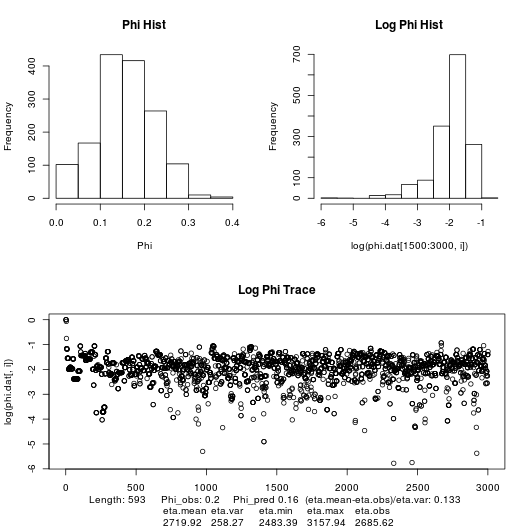 Phi Hist
Log Phi Hist
Frequency
0 100 200 300 400
0.0 0.1 0.2 0.3 0.4
Phi
Frequency
0 100 300 500 700
-6 -5 -4 -3 -2 -1
log(phi.dat[1500:3000, i])
Log Phi Trace
log(phi.dat[, i])
0 -1 -2 -3 -4 -5 -6
0 500 1000 1500 2000 2500 3000
Length: 593 Phi_obs: 0.2 Phi_pred 0.16 (eta.mean-eta.obs)/eta.var: 0.133
eta.mean eta.var eta.min eta.max eta.obs
2719.92 258.27 2483.39 3157.94 2685.62